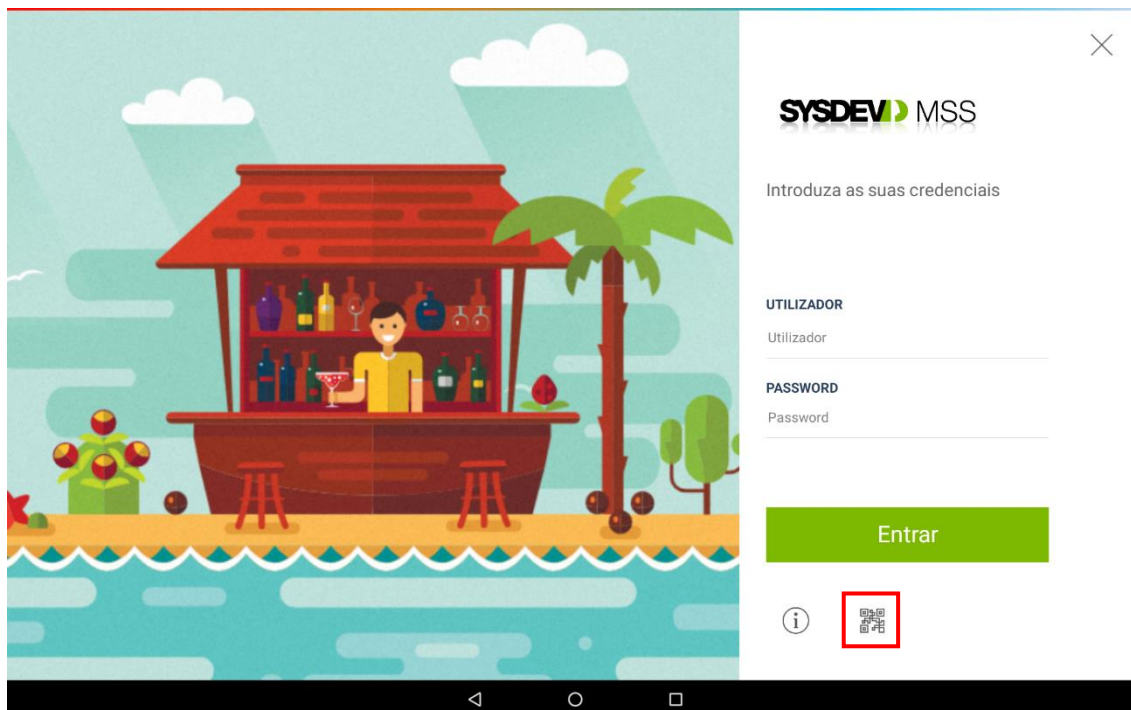 SYSDEV MSS
Introduza as suas credenciais
UTILIZADOR
Utilizador
PASSWORD
Password
Entrar
i